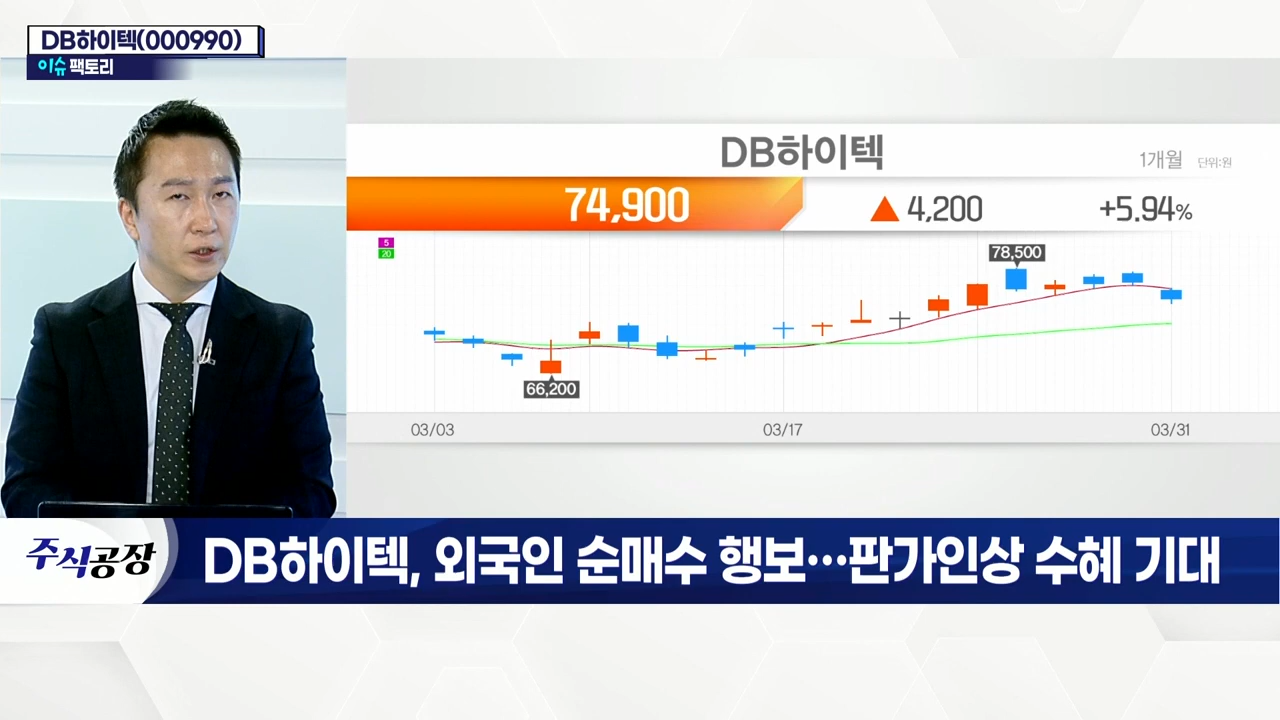 DB하이텍(000990)
이슈 팩토리
DB하이텍
1개월 단위:원
74,900
▲ 4,200
+5.94%
5
20
78,500
66,200
03/03
03/17
03/31
주식공장
DB하이텍, 외국인 순매수 행보…판가인상 수혜 기대